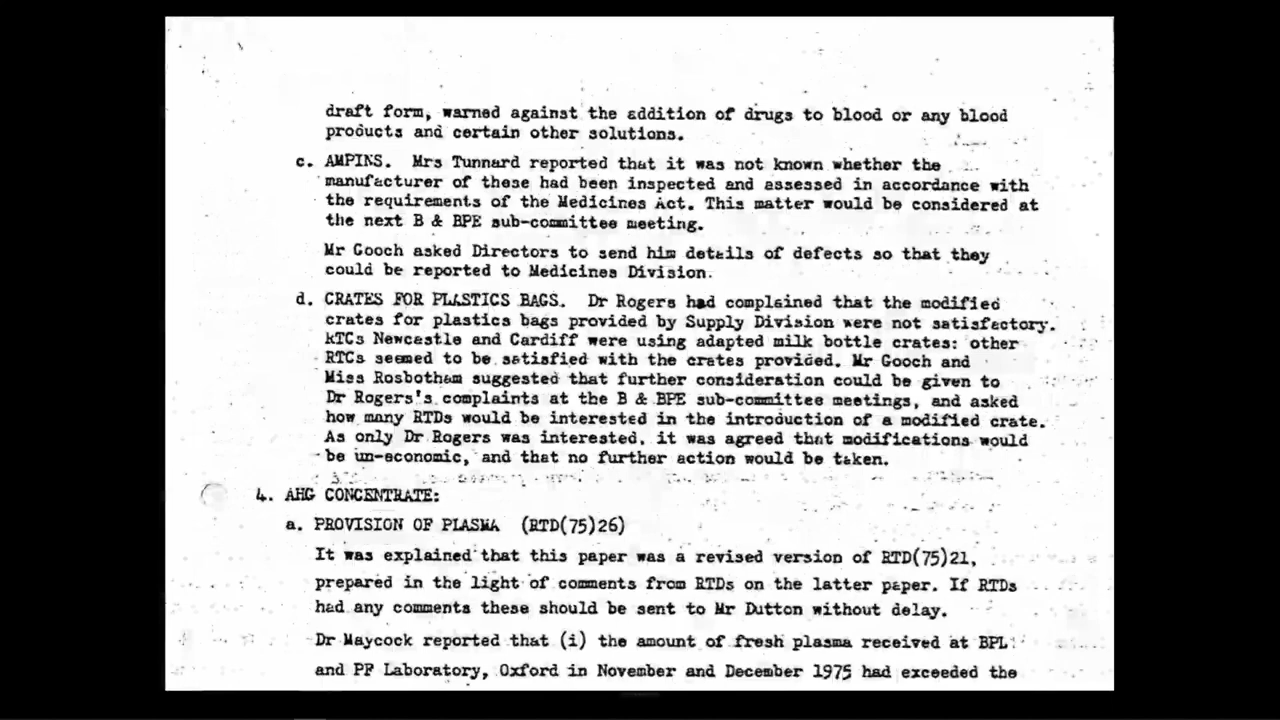 draft form, warned against the addition of drugs to blood or any blood
products and certain other solutions.
c. AMPINS. Mrs Tunnard reported that it was not known whether the
manufacturer of these had been inspected and assessed in accordance with
the requirements of the Medicines Act. This matter would be considered at
the next B & BPE sub-committee meeting.
Mr Gooch asked Directors to send him details of defects so that they
could be reported to Medicines Division.
d. CRATES FOR PLASTICS BAGS. Dr Rogers had complained that the modified
crates for plastics bags provided by Supply Division were not satisfactory.
RTCs Newcastle and Cardiff were using adapted milk bottle crates: other
RTCs seemed to be satisfied with the crates provided. Mr Gooch and
Miss Rosbotham suggested that further consideration could be given to
Dr Rogers's complaints at the B & BPE sub-committee meetings, and asked
how many RTDs would be interested in the introduction of a modified crate.
As only Dr Rogers was interested, it was agreed that modifications would
be un-economic, and that no further action would be taken.
4. AHG CONCENTRATE:
a. PROVISION OF PLASMA (RTD(75)26)
It was explained that this paper was a revised version of RTD(75)21,
prepared in the light of comments from RTDs on the latter paper. If RTDs
had any comments these should be sent to Mr Dutton without delay.
Dr Maycock reported that (i) the amount of fresh plasma received at BPL
and PF Laboratory, Oxford in November and December 1975 had exceeded the